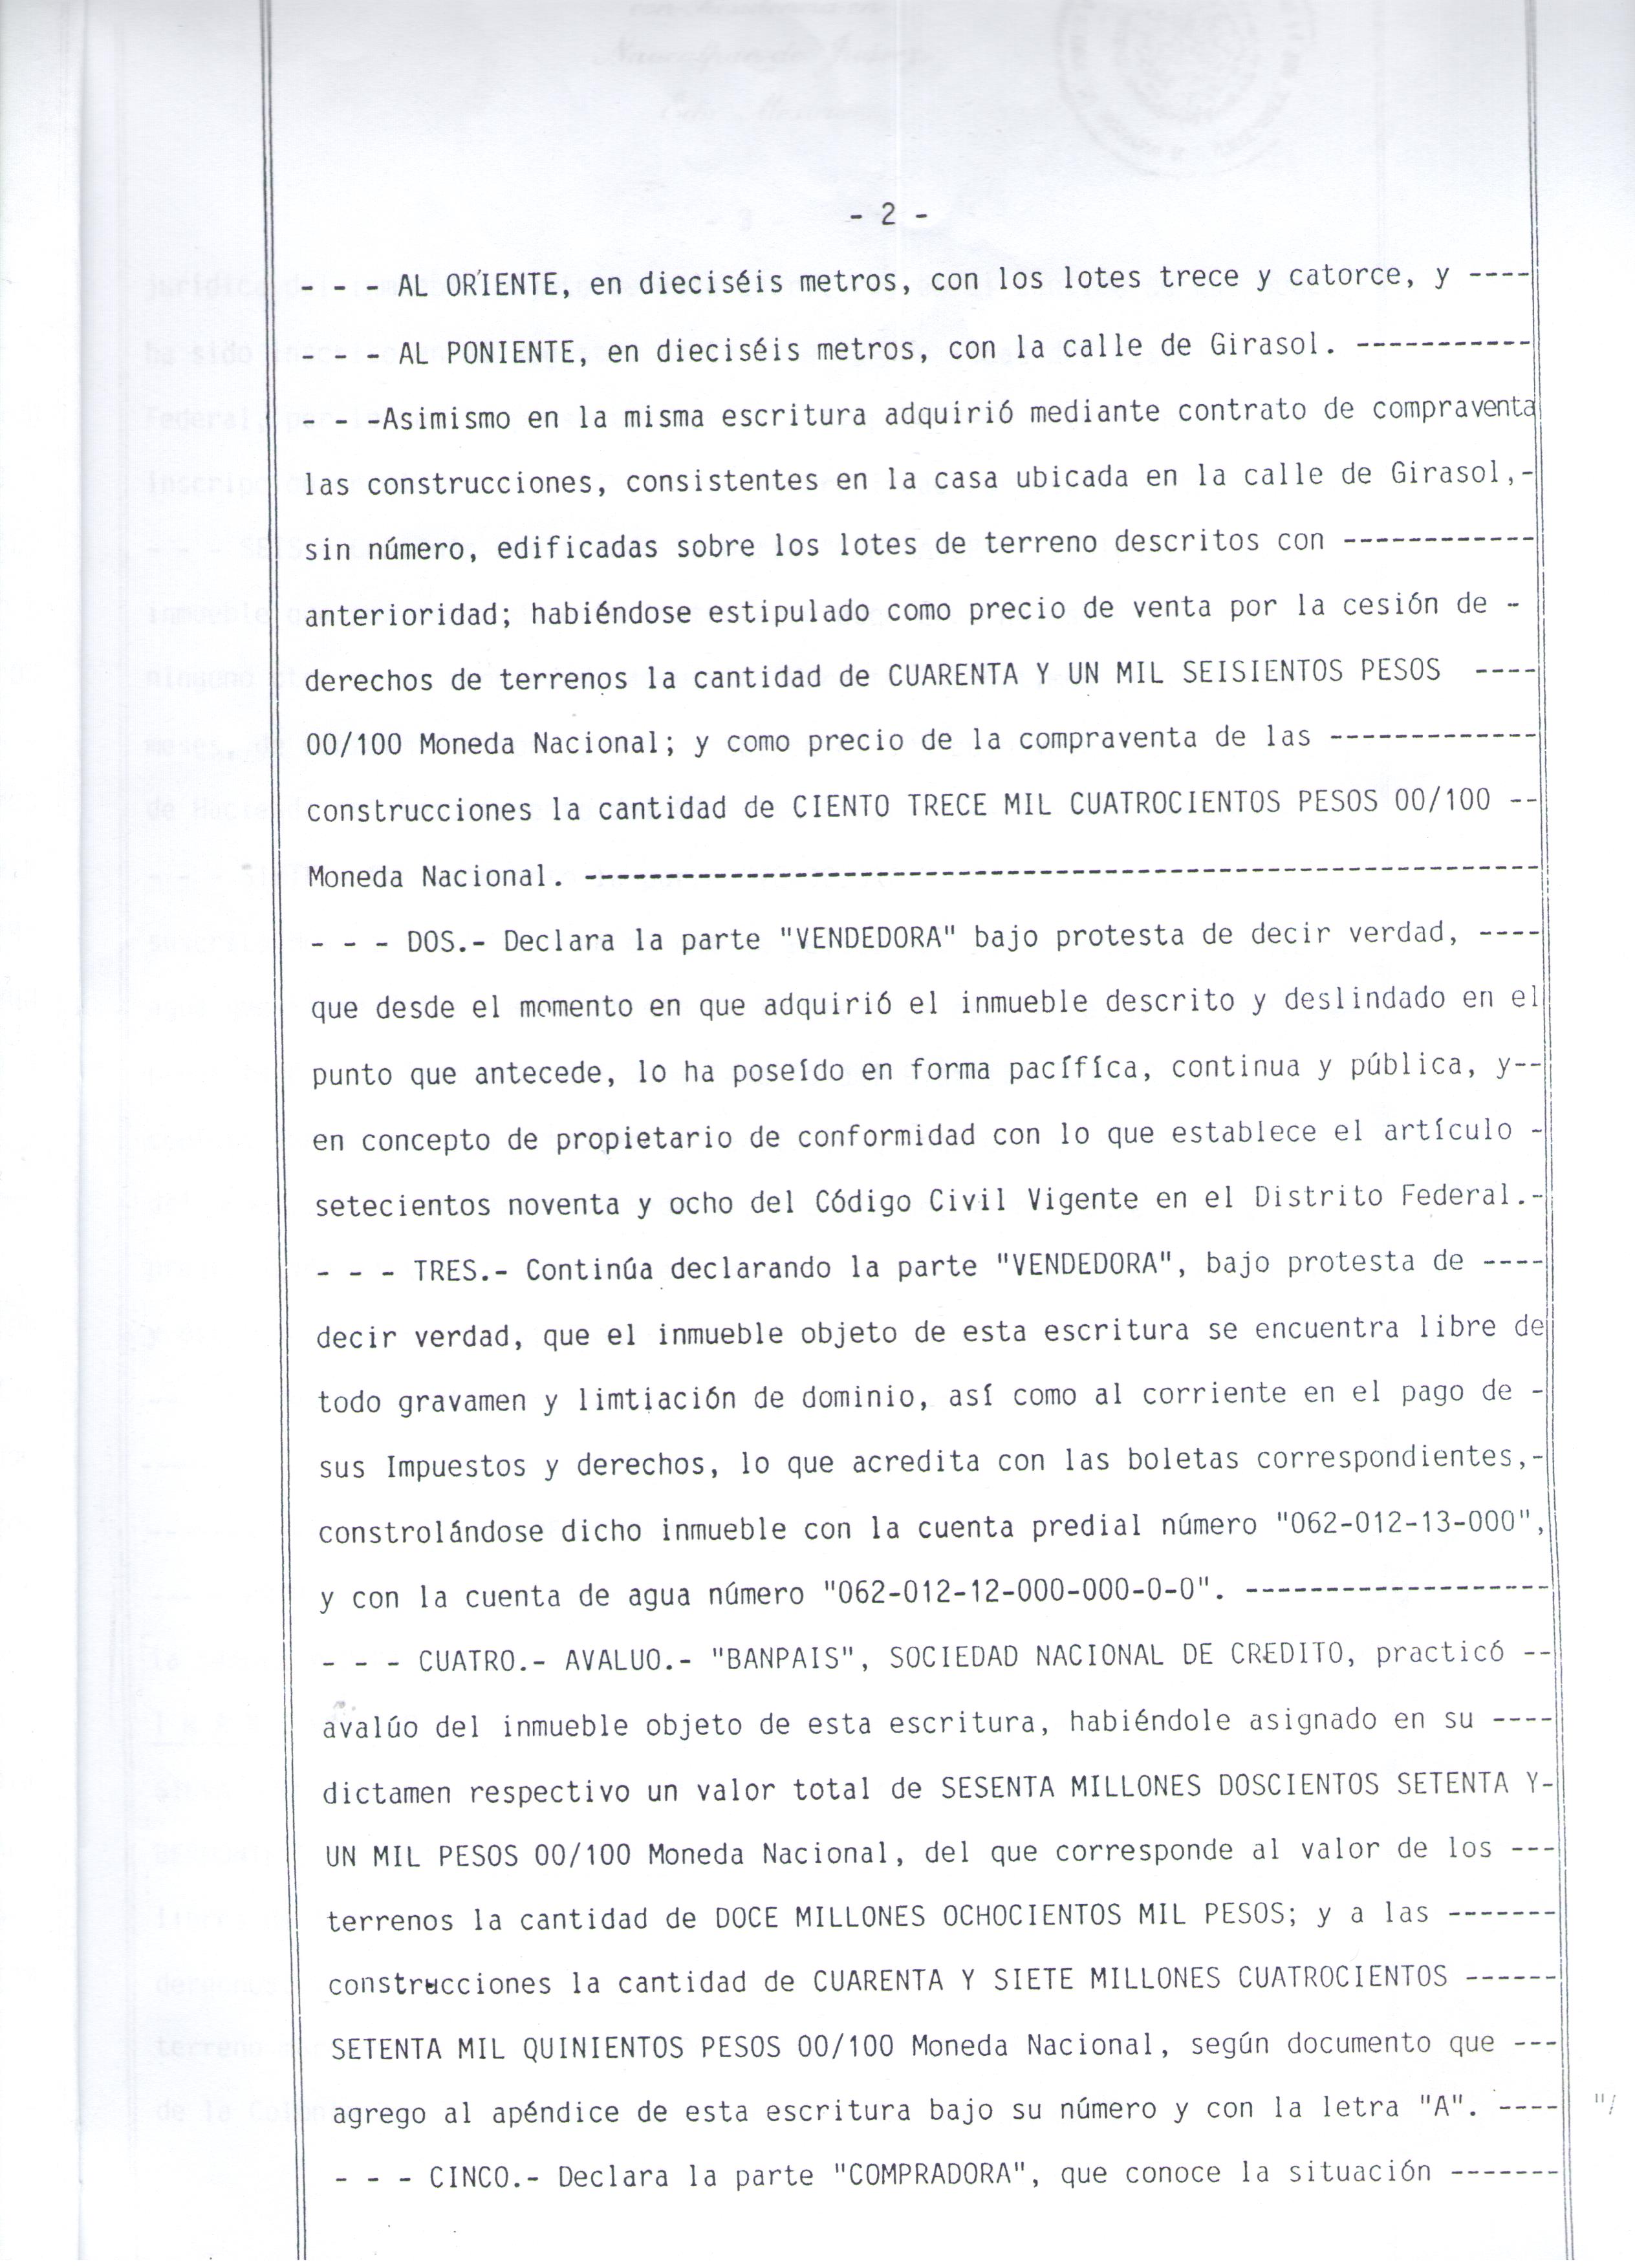 - 2 -
- - - AL ORIENTE, en dieciséis metros, con los lotes trece y catorce, y ----
- - - AL PONIENTE, en dieciséis metros, con la calle de Girasol. -----------
- - -Asimismo en la misma escritura adquirió mediante contrato de compraventa
las construcciones, consistentes en la casa ubicada en la calle de Girasol,-
sin número, edificadas sobre los lotes de terreno descritos con ------------
anterioridad; habiéndose estipulado como precio de venta por la cesión de -
derechos de terrenos la cantidad de CUARENTA Y UN MIL SEISIENTOS PESOS ----
00/100 Moneda Nacional; y como precio de la compraventa de las -------------
construcciones la cantidad de CIENTO TRECE MIL CUATROCIENTOS PESOS 00/100 --
Moneda Nacional. -----------------------------------------------------------
- - - DOS.- Declara la parte "VENDEDORA" bajo protesta de decir verdad, ----
que desde el momento en que adquirió el inmueble descrito y deslindado en el
punto que antecede, lo ha poseído en forma pacífíca, continua y pública, y--
en concepto de propietario de conformidad con lo que establece el artículo -
setecientos noventa y ocho del Código Civil Vigente en el Distrito Federal.-
- - - TRES.- Continúa declarando la parte "VENDEDORA", bajo protesta de ----
decir verdad, que el inmueble objeto de esta escritura se encuentra libre de
todo gravamen y limtiación de dominio, así como al corriente en el pago de -
sus Impuestos y derechos, lo que acredita con las boletas correspondientes,-
constrolándose dicho inmueble con la cuenta predial número "062-012-13-000",
y con la cuenta de agua número "062-012-12-000-000-0-0". -------------------
- - - CUATRO.- AVALUO.- "BANPAIS", SOCIEDAD NACIONAL DE CREDITO, practicó --
avalúo del inmueble objeto de esta escritura, habiéndole asignado en su ----
dictamen respectivo un valor total de SESENTA MILLONES DOSCIENTOS SETENTA Y-
UN MIL PESOS 00/100 Moneda Nacional, del que corresponde al valor de los ---
terrenos la cantidad de DOCE MILLONES OCHOCIENTOS MIL PESOS; y a las -------
construcciones la cantidad de CUARENTA Y SIETE MILLONES CUATROCIENTOS ------
SETENTA MIL QUINIENTOS PESOS 00/100 Moneda Nacional, según documento que ---
agrego al apéndice de esta escritura bajo su número y con la letra "A". ----
- - - CINCO.- Declara la parte "COMPRADORA", que conoce la situación -------